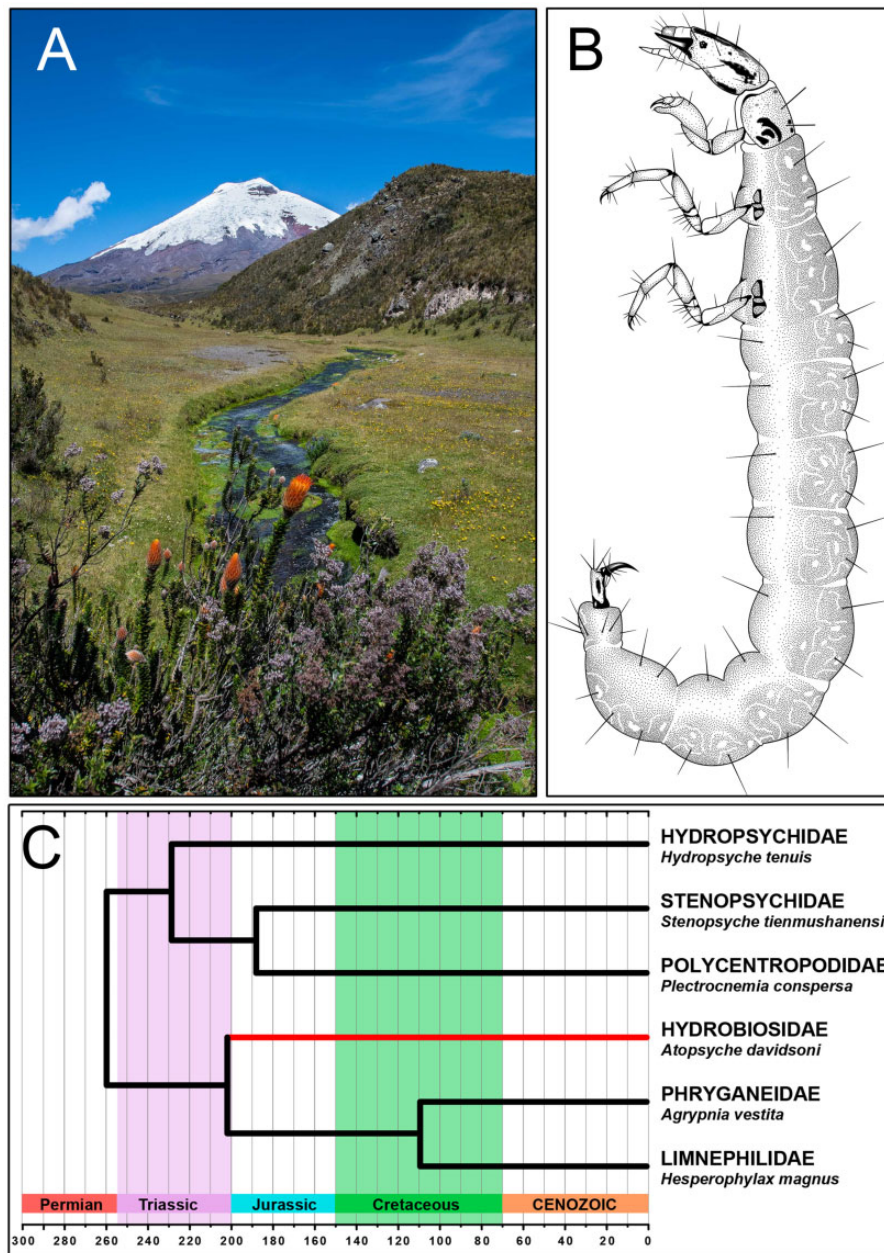 A
B
C
HYDROPSYCHIDAE
Hydropsyche tenuis
STENOPSYCHIDAE
Stenopsyche tienmushanensi
POLYCENTROPODIDAE
Plectrocnemia conspersa
HYDROBIOSIDAE
Atopsyche davidsoni
PHRYGANEIDAE
Agrypnia vestita
LIMNEPHILIDAE
Hesperophylax magnus
Permian Triassic Jurassic Cretaceous CENOZOIC
300 280 260 240 220 200 180 160 140 120 100 80 60 40 20 0